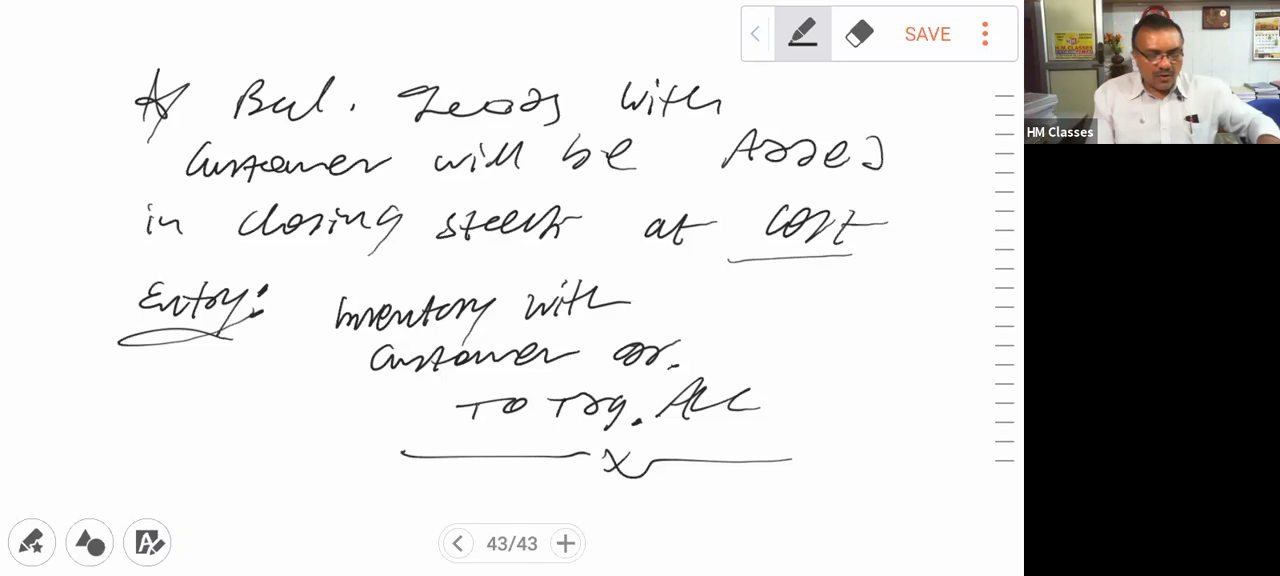 SAVE
☆ Bal. Goods with
Customer will be Added
in closing stock at cost
Entry: Inventory with
Customer Dr.
To Trg. A/c
x
HM Classes
43/43